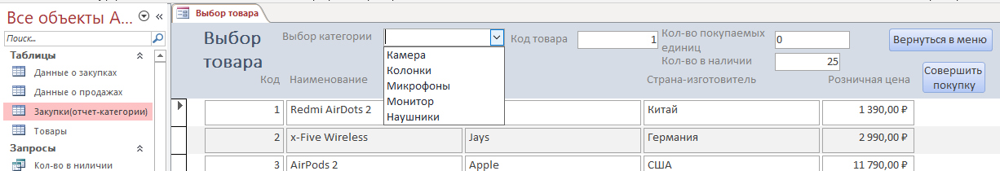 Все объекты A...
Поиск...
Таблицы
Данные о закупках
Данные о продажах
Закупки(отчет-категории)
Товары
Запросы
Кол-во в наличии
Выбор товара
Выбор товара
Выбор категории
Камера
Колонки
Микрофоны
Монитор
Наушники
Код товара
1
Кол-во покупаемых единиц
0
Кол-во в наличии
25
Вернуться в меню
Совершить покупку
Код Наименование Страна-изготовитель Розничная цена
1 Redmi AirDots 2 Китай 1 390,00 ₽
2 x-Five Wireless Jays Германия 2 990,00 ₽
3 AirPods 2 Apple США 11 790,00 ₽